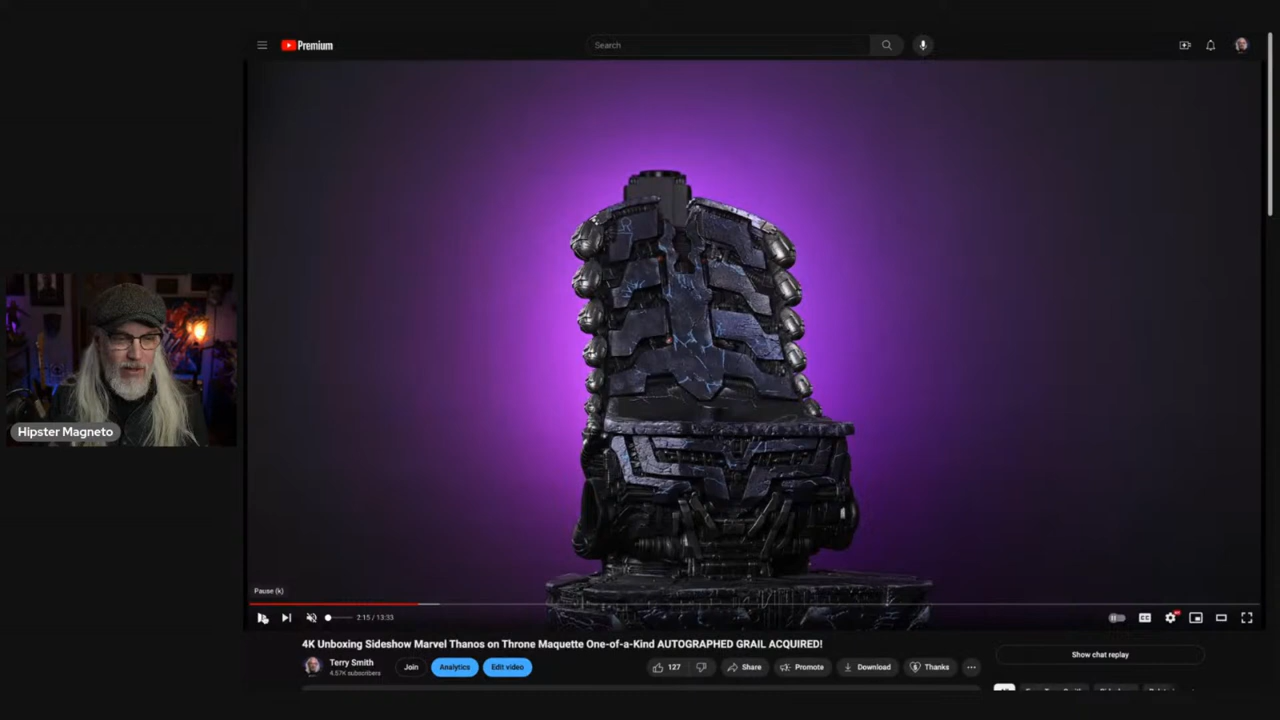 Premium
Search
Hipster Magneto
Pause (k)
2:15 / 13:33
4K Unboxing Sideshow Marvel Thanos on Throne Maquette One-of-a-Kind AUTOGRAPHED GRAIL ACQUIRED!
Terry Smith
4.57K subscribers
Join
Analytics
Edit video
127
Share
Promote
Download
Thanks
Show chat replay